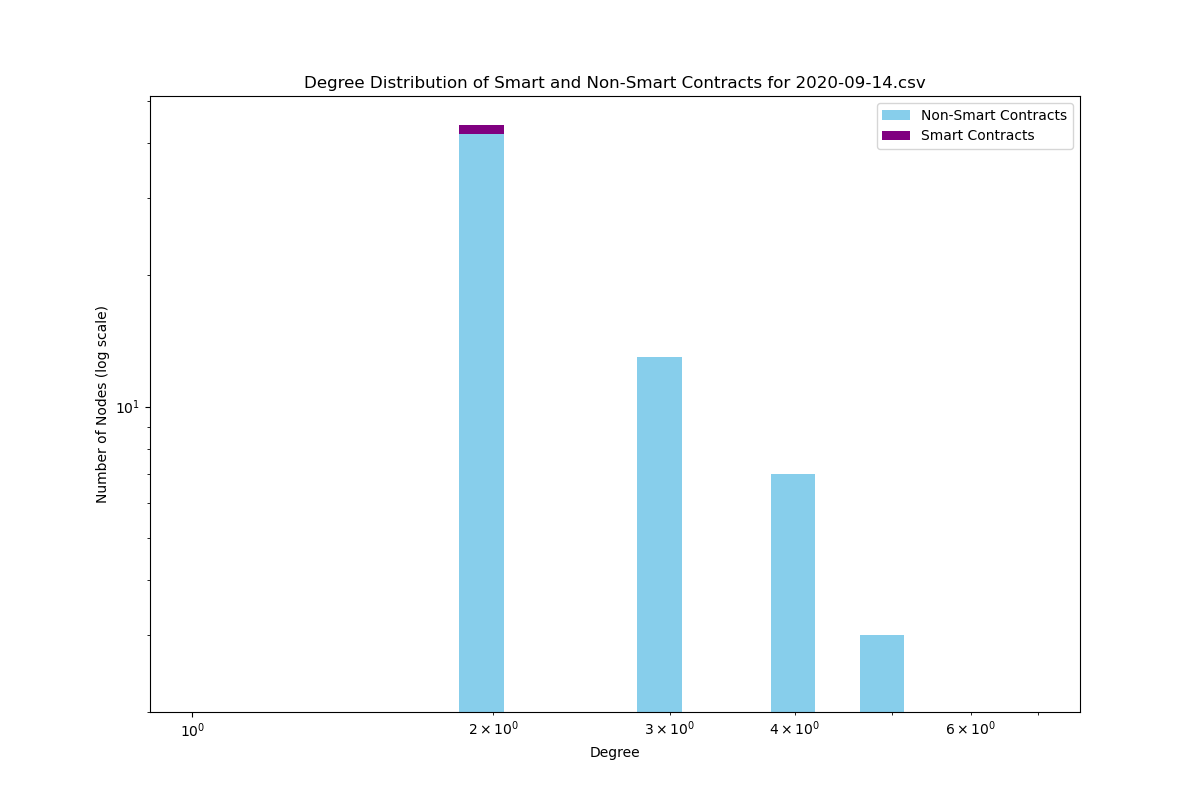 Degree Distribution of Smart and Non-Smart Contracts for 2020-09-14.csv
Non-Smart Contracts
Smart Contracts
Number of Nodes (log scale)
10¹
10⁰
2 × 10⁰
3 × 10⁰
4 × 10⁰
6 × 10⁰
Degree